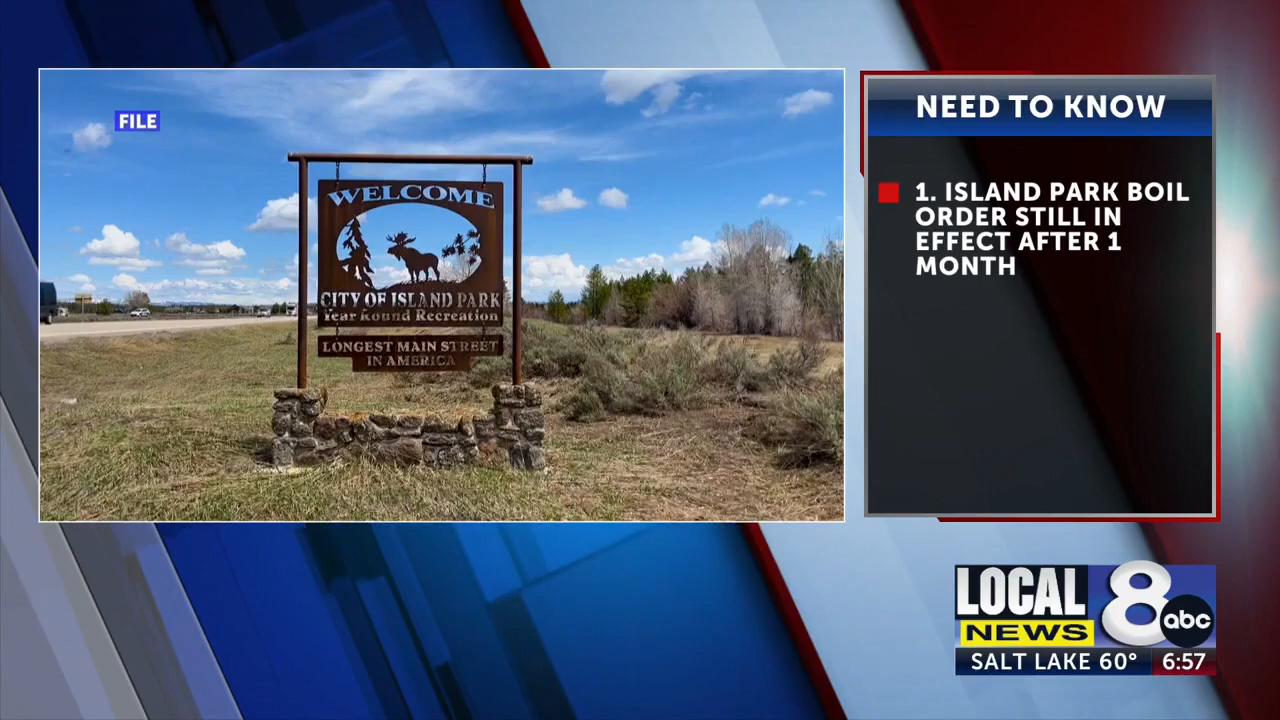 FILE
WELCOME
CITY OF ISLAND PARK
Year Round Recreation
LONGEST MAIN STREET
IN AMERICA
NEED TO KNOW
1. ISLAND PARK BOIL
ORDER STILL IN
EFFECT AFTER 1
MONTH
LOCAL
NEWS
8
abc
SALT LAKE 60° 6:57